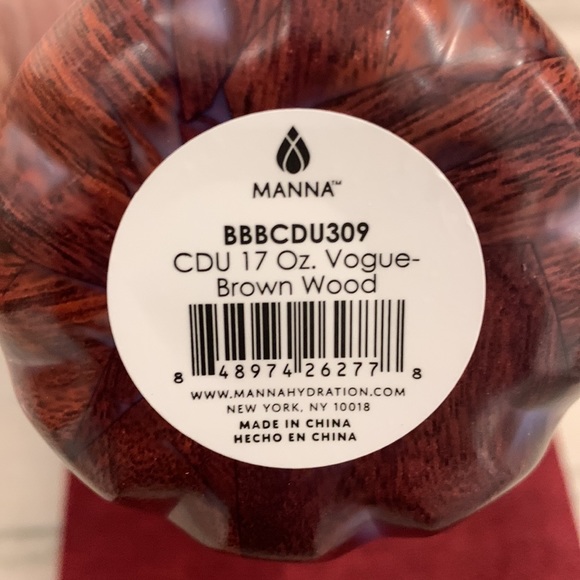 MANNA™
BBBCDU309
CDU 17 Oz. Vogue-
Brown Wood
8 48974 26277 8
WWW.MANNAHYDRATION.COM
NEW YORK, NY 10018
MADE IN CHINA
HECHO EN CHINA